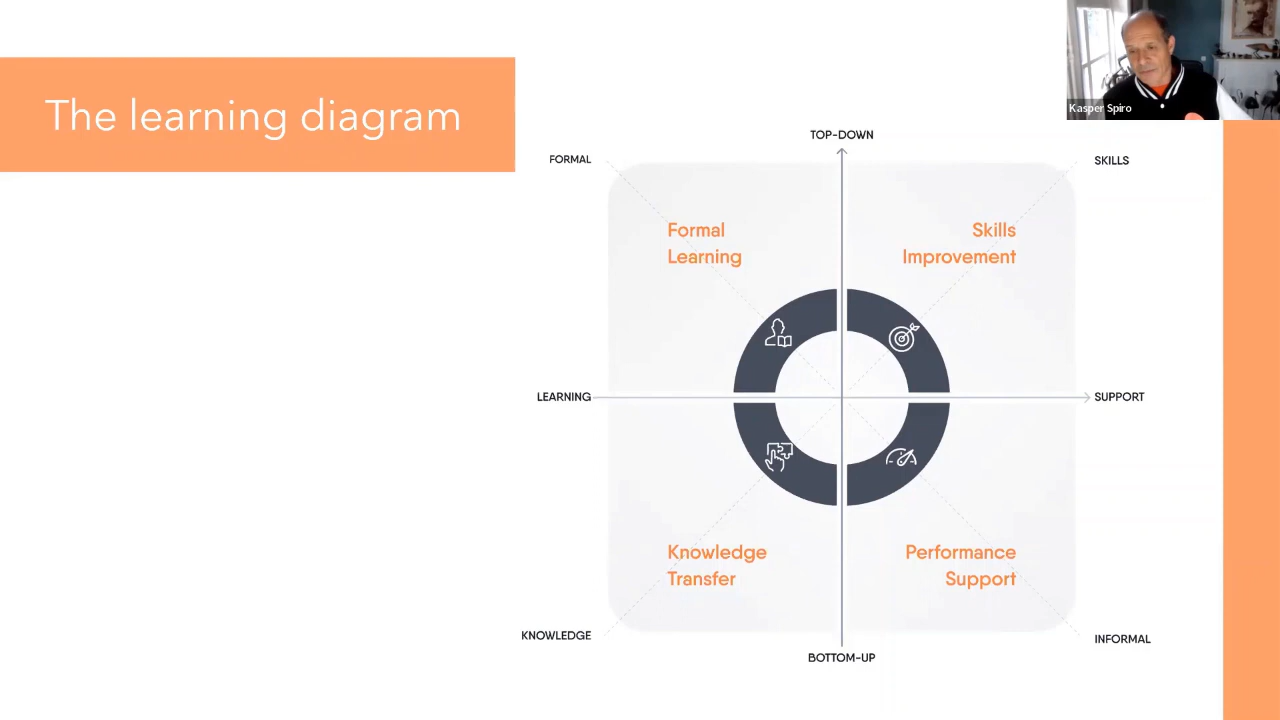 The learning diagram
Kasper Spiro
TOP-DOWN
FORMAL
SKILLS
Formal
Learning
Skills
Improvement
LEARNING
SUPPORT
Knowledge
Transfer
Performance
Support
KNOWLEDGE
INFORMAL
BOTTOM-UP